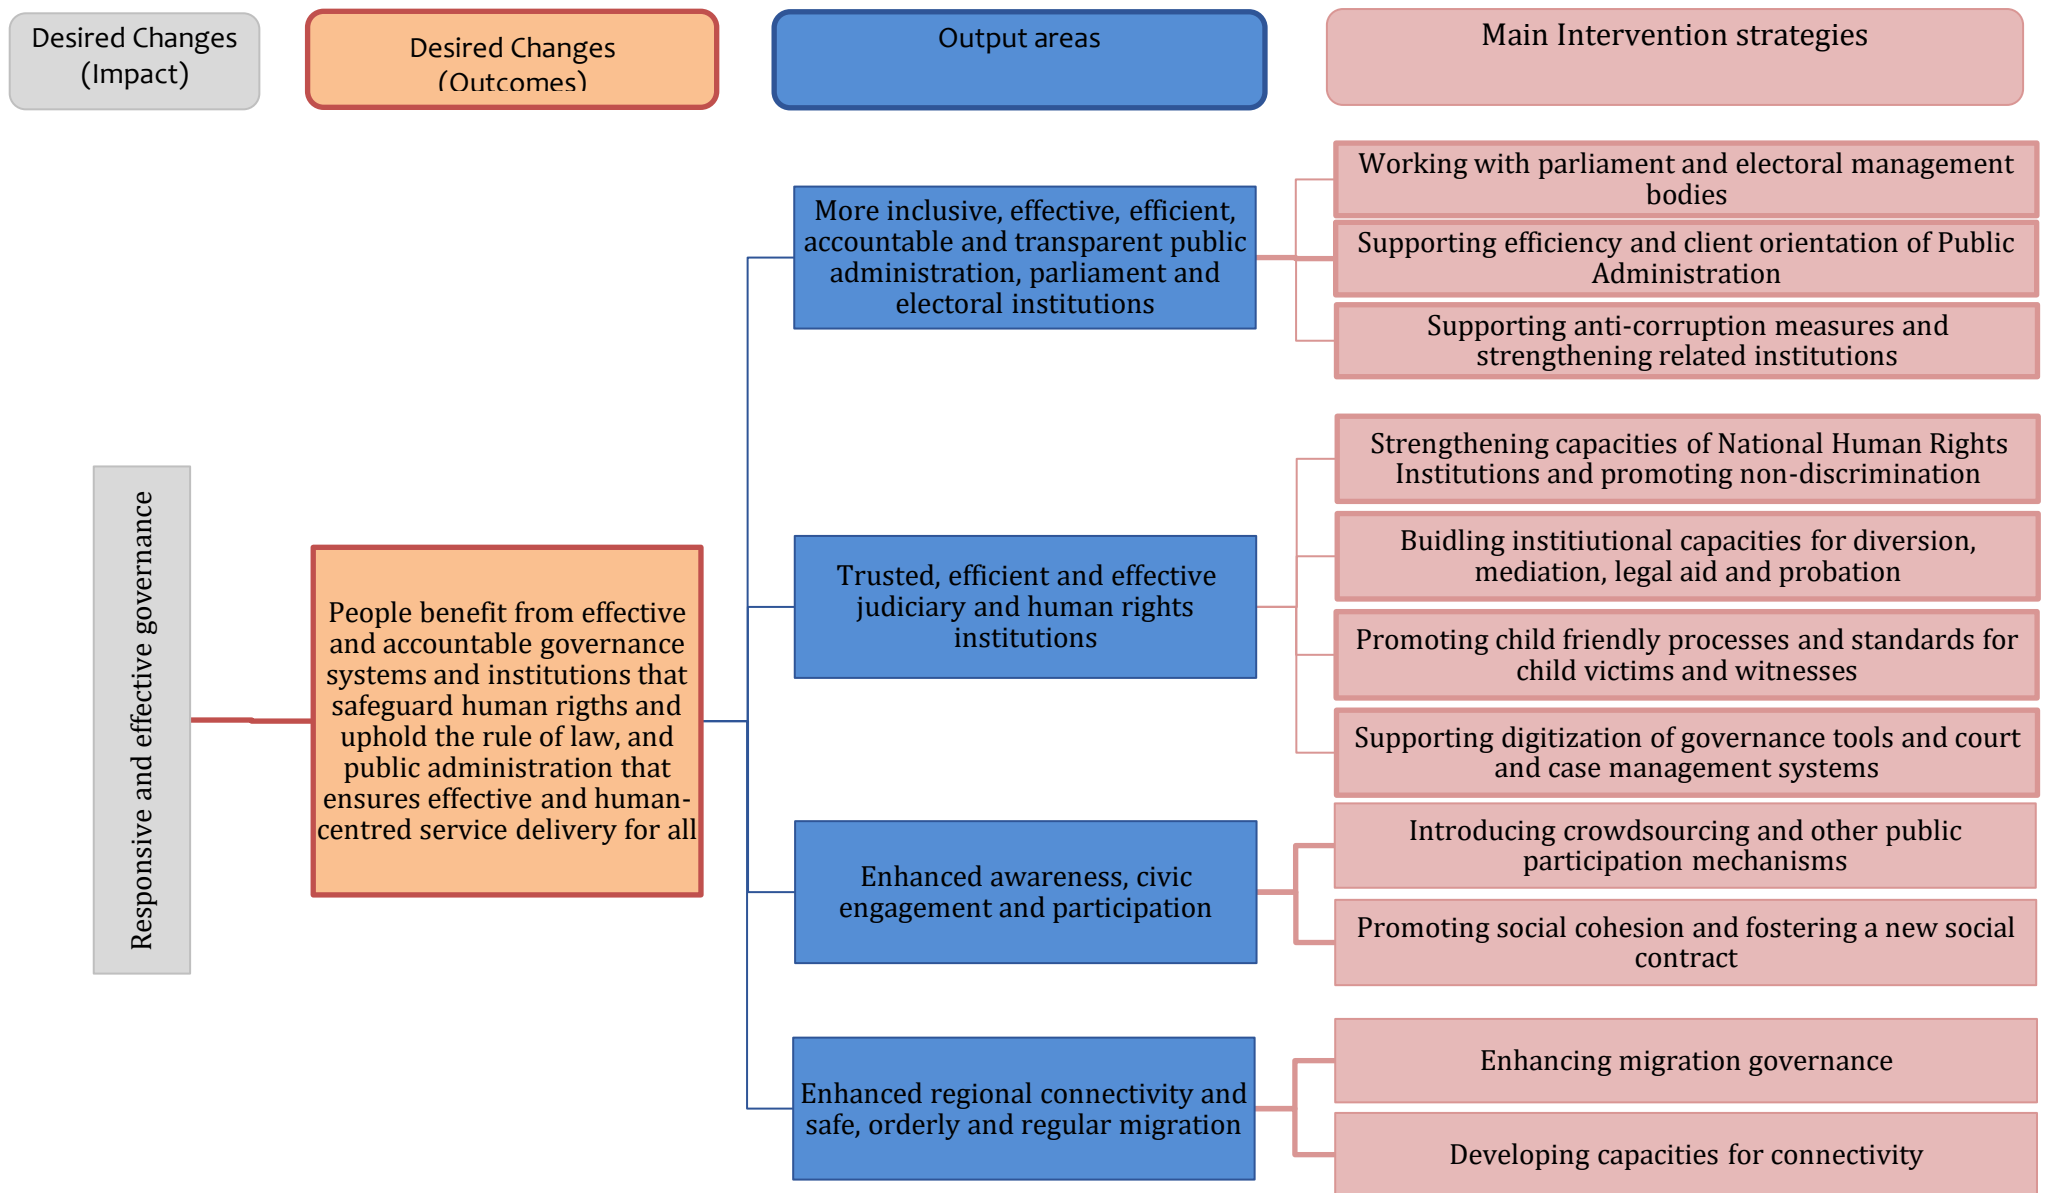 Desired Changes
(Impact)
Desired Changes
(Outcomes)
Output areas
Main Intervention strategies
Responsive and effective governance
People benefit from effective
and accountable governance
systems and institutions that
safeguard human rigths and
uphold the rule of law, and
public administration that
ensures effective and human-
centred service delivery for all
More inclusive, effective, efficient,
accountable and transparent public
administration, parliament and
electoral institutions
Working with parliament and electoral management
bodies
Supporting efficiency and client orientation of Public
Administration
Supporting anti-corruption measures and
strengthening related institutions
Trusted, efficient and effective
judiciary and human rights
institutions
Strengthening capacities of National Human Rights
Institutions and promoting non-discrimination
Buidling institiutional capacities for diversion,
mediation, legal aid and probation
Promoting child friendly processes and standards for
child victims and witnesses
Supporting digitization of governance tools and court
and case management systems
Enhanced awareness, civic
engagement and participation
Introducing crowdsourcing and other public
participation mechanisms
Promoting social cohesion and fostering a new social
contract
Enhanced regional connectivity and
safe, orderly and regular migration
Enhancing migration governance
Developing capacities for connectivity